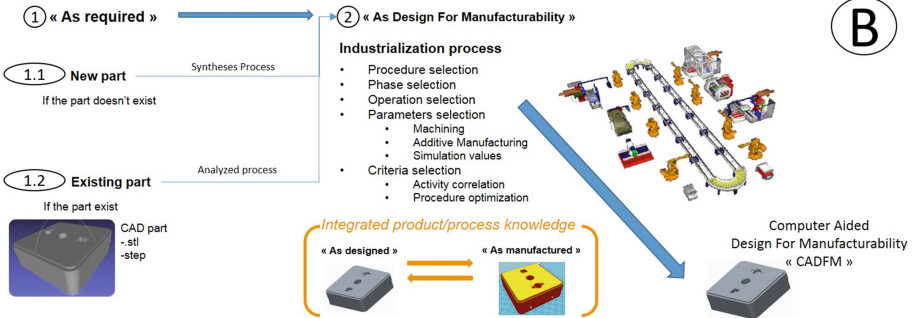 1 « As required »
2 « As Design For Manufacturability »
B
1.1 New part
Syntheses Process
If the part doesn't exist
1.2 Existing part
Analyzed process
If the part exist
CAD part
-.stl
-step
Industrialization process
• Procedure selection
• Phase selection
• Operation selection
• Parameters selection
• Machining
• Additive Manufacturing
• Simulation values
• Criteria selection
• Activity correlation
• Procedure optimization
Integrated product/process knowledge
« As designed »
« As manufactured »
Computer Aided
Design For Manufacturability
« CADFM »